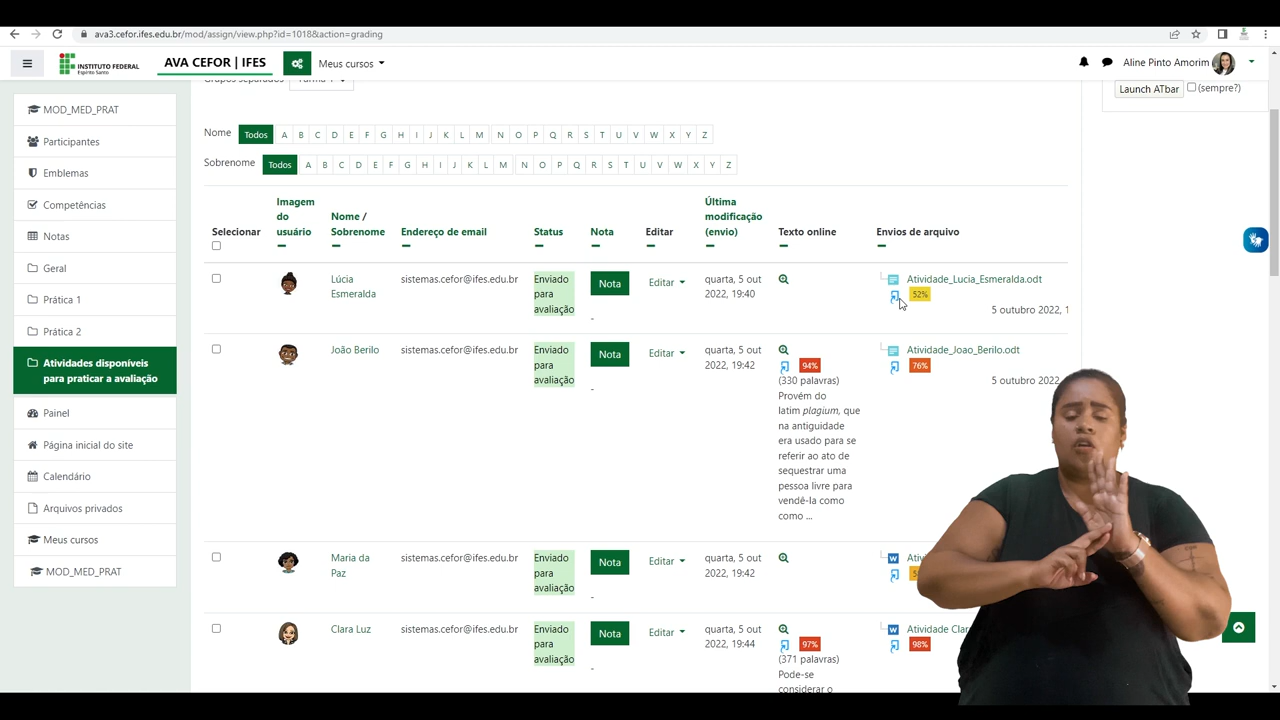 ava3.cefor.ifes.edu.br/mod/assign/view.php?id=1018&action=grading
INSTITUTO FEDERAL
Espírito Santo
AVA CEFOR | IFES
Meus cursos
Aline Pinto Amorim
MOD_MED_PRAT
Participantes
Emblemas
Competências
Notas
Geral
Prática 1
Prática 2
Atividades disponíveis
para praticar a avaliação
Painel
Página inicial do site
Calendário
Arquivos privados
Meus cursos
MOD_MED_PRAT
Grupos separados
Launch ATbar
(sempre?)
Nome Todos A B C D E F G H I J K L M N O P Q R S T U V W X Y Z
Sobrenome Todos A B C D E F G H I J K L M N O P Q R S T U V W X Y Z
Selecionar
Imagem
do
usuário
Nome /
Sobrenome
Endereço de email
Status
Nota
Editar
Última
modificação
(envio)
Texto online
Envios de arquivo
Lúcia
Esmeralda
sistemas.cefor@ifes.edu.br
Enviado
para
avaliação
Nota
-
Editar
quarta, 5 out
2022, 19:40
Atividade_Lucia_Esmeralda.odt
52%
5 outubro 2022, 1
João Berilo
sistemas.cefor@ifes.edu.br
Enviado
para
avaliação
Nota
-
Editar
quarta, 5 out
2022, 19:42
94%
(330 palavras)
Provém do
latim plagium, que
na antiguidade
era usado para se
referir ao ato de
sequestrar uma
pessoa livre para
vendê-la como
como ...
Atividade_Joao_Berilo.odt
76%
5 outubro 2022,
Maria da
Paz
sistemas.cefor@ifes.edu.br
Enviado
para
avaliação
Nota
-
Editar
quarta, 5 out
2022, 19:42
W
Clara Luz
sistemas.cefor@ifes.edu.br
Enviado
para
avaliação
Nota
-
Editar
quarta, 5 out
2022, 19:44
97%
(371 palavras)
Pode-se
considerar o
W
Atividade Clar
98%